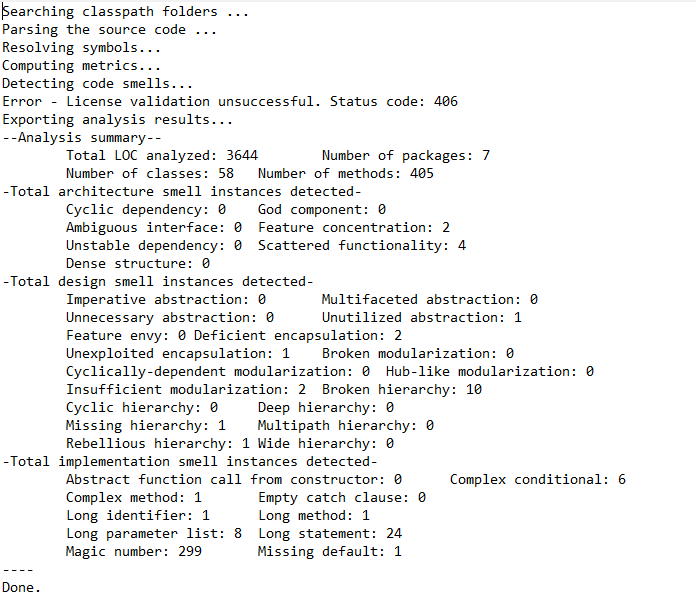 Searching classpath folders ...
Parsing the source code ...
Resolving symbols...
Computing metrics...
Detecting code smells...
Error - License validation unsuccessful. Status code: 406
Exporting analysis results...
--Analysis summary--
	Total LOC analyzed: 3644	Number of packages: 7
	Number of classes: 58	Number of methods: 405
-Total architecture smell instances detected-
	Cyclic dependency: 0	God component: 0
	Ambiguous interface: 0	Feature concentration: 2
	Unstable dependency: 0	Scattered functionality: 4
	Dense structure: 0
-Total design smell instances detected-
	Imperative abstraction: 0	Multifaceted abstraction: 0
	Unnecessary abstraction: 0	Unutilized abstraction: 1
	Feature envy: 0	Deficient encapsulation: 2
	Unexploited encapsulation: 1	Broken modularization: 0
	Cyclically-dependent modularization: 0	Hub-like modularization: 0
	Insufficient modularization: 2	Broken hierarchy: 10
	Cyclic hierarchy: 0	Deep hierarchy: 0
	Missing hierarchy: 1	Multipath hierarchy: 0
	Rebellious hierarchy: 1	Wide hierarchy: 0
-Total implementation smell instances detected-
	Abstract function call from constructor: 0	Complex conditional: 6
	Complex method: 1	Empty catch clause: 0
	Long identifier: 1	Long method: 1
	Long parameter list: 8	Long statement: 24
	Magic number: 299	Missing default: 1
----
Done.